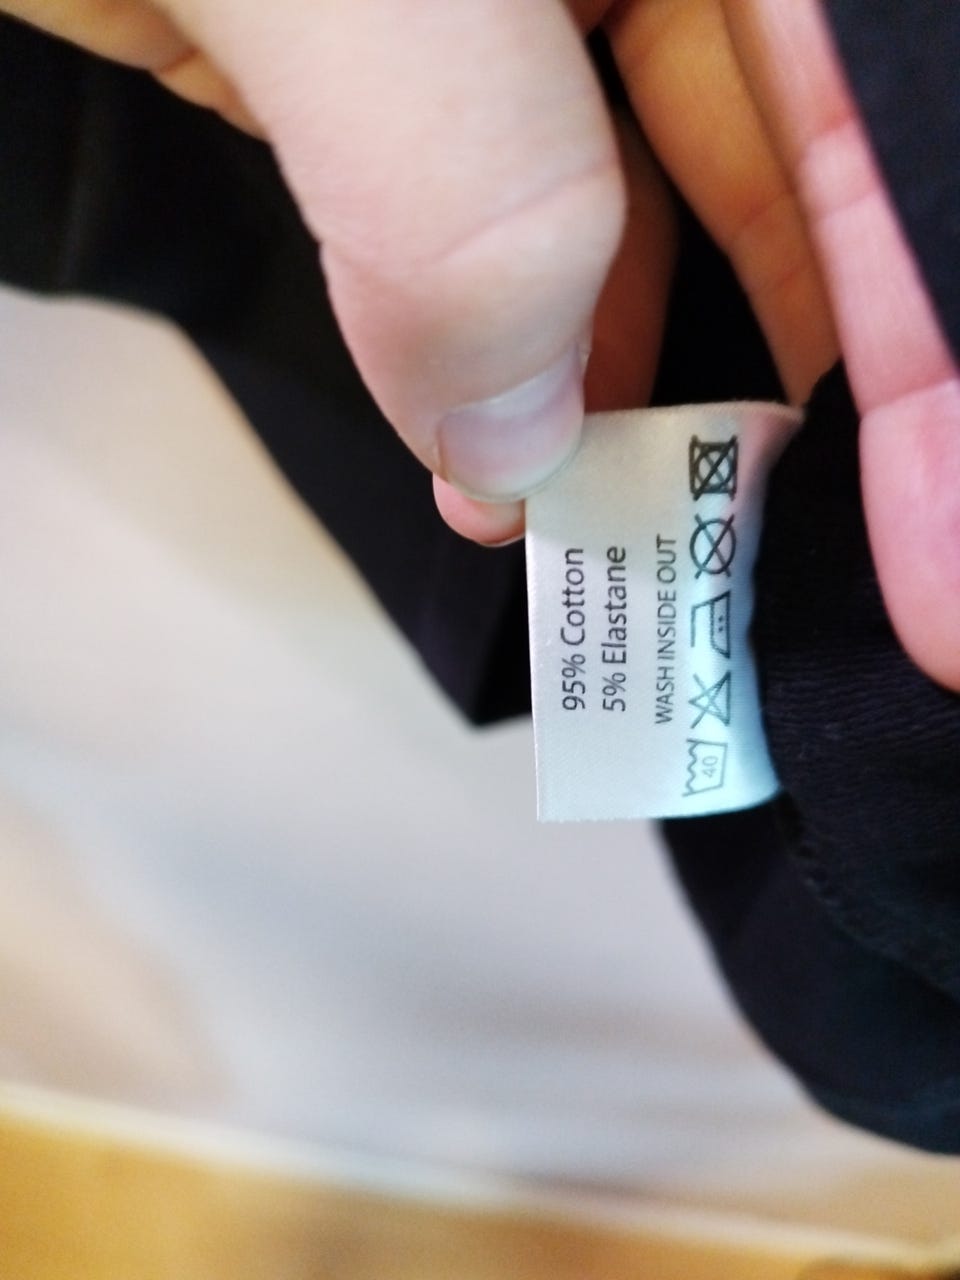 95% Cotton
5% Elastane
WASH INSIDE OUT
40